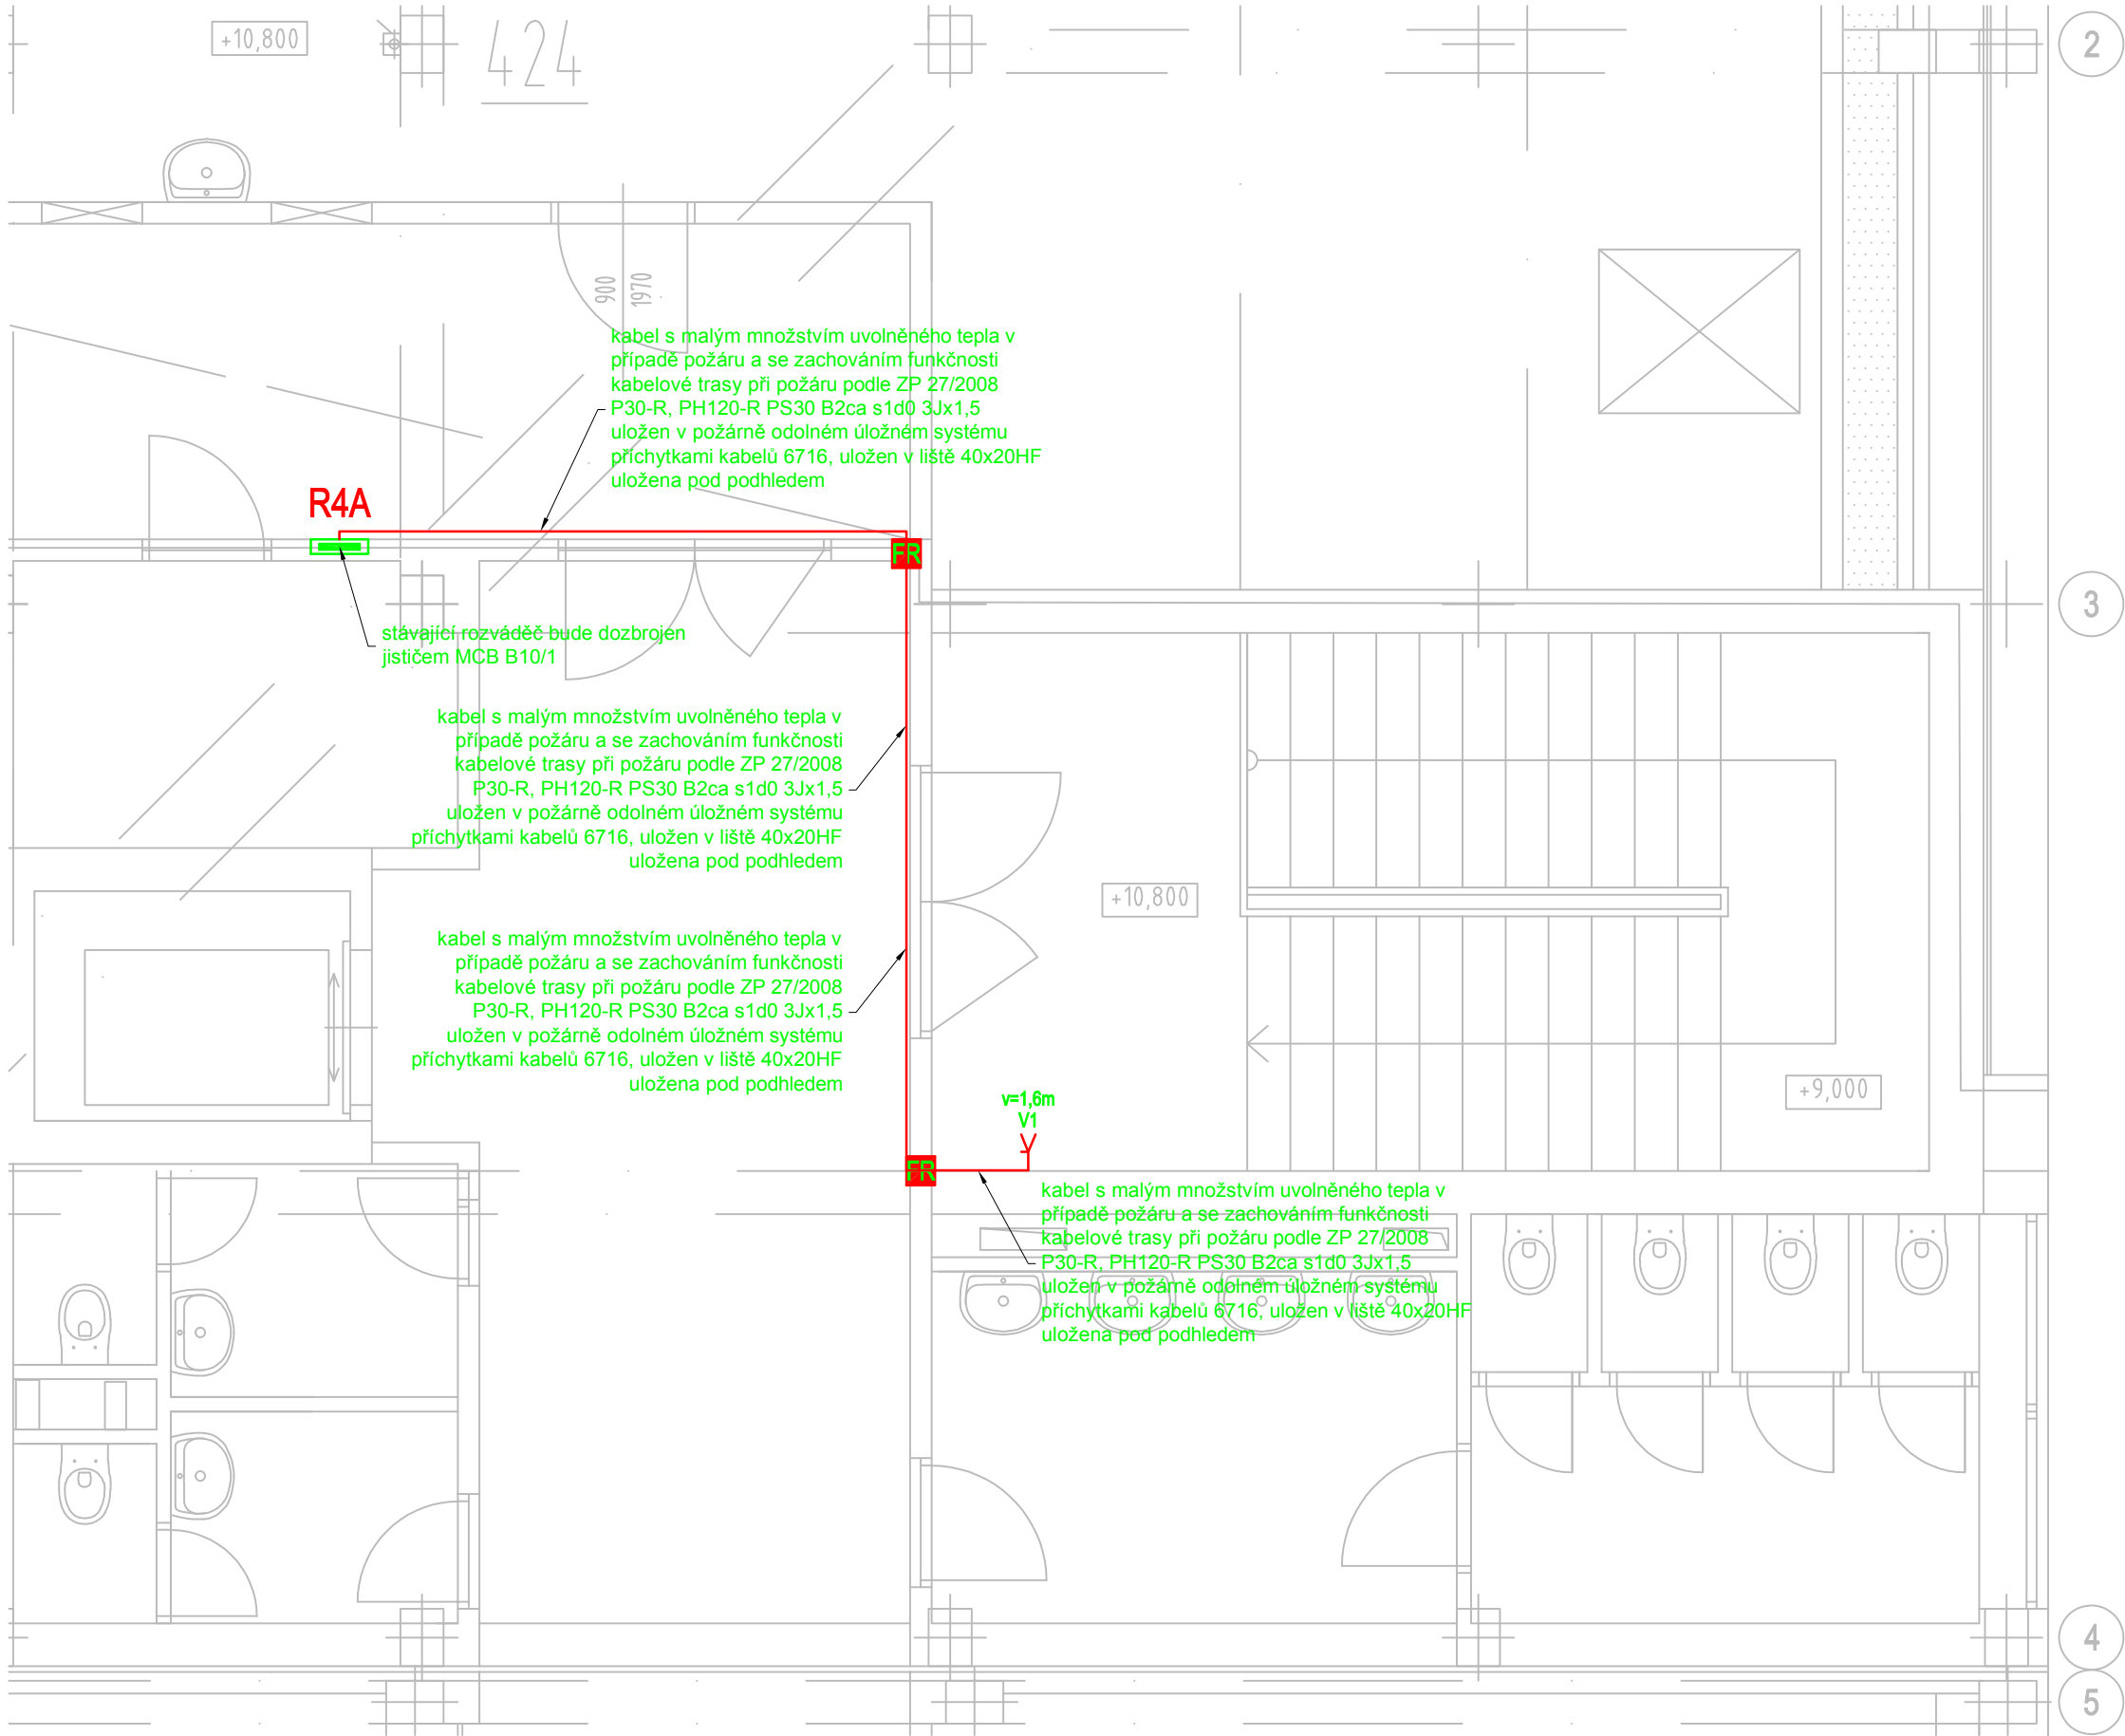 +10,800
424
2
900
1970
kabel s malým množstvím uvolněného tepla v
případě požáru a se zachováním funkčnosti
kabelové trasy při požáru podle ZP 27/2008
P30-R, PH120-R PS30 B2ca s1d0 3Jx1,5
uložen v požárně odolném úložném systému
příchytkami kabelů 6716, uložen v liště 40x20HF
uložena pod podhledem
R4A
FR
3
stávající rozváděč bude dozbrojen
jističem MCB B10/1
kabel s malým množstvím uvolněného tepla v
případě požáru a se zachováním funkčnosti
kabelové trasy při požáru podle ZP 27/2008
P30-R, PH120-R PS30 B2ca s1d0 3Jx1,5
uložen v požárně odolném úložném systému
příchytkami kabelů 6716, uložen v liště 40x20HF
uložena pod podhledem
+10,800
kabel s malým množstvím uvolněného tepla v
případě požáru a se zachováním funkčnosti
kabelové trasy při požáru podle ZP 27/2008
P30-R, PH120-R PS30 B2ca s1d0 3Jx1,5
uložen v požárně odolném úložném systému
příchytkami kabelů 6716, uložen v liště 40x20HF
uložena pod podhledem
+9,000
v=1,6m
V1
FR
kabel s malým množstvím uvolněného tepla v
případě požáru a se zachováním funkčnosti
kabelové trasy při požáru podle ZP 27/2008
P30-R, PH120-R PS30 B2ca s1d0 3Jx1,5
uložen v požárně odolném úložném systému
příchytkami kabelů 6716, uložen v liště 40x20HF
uložena pod podhledem
4
5